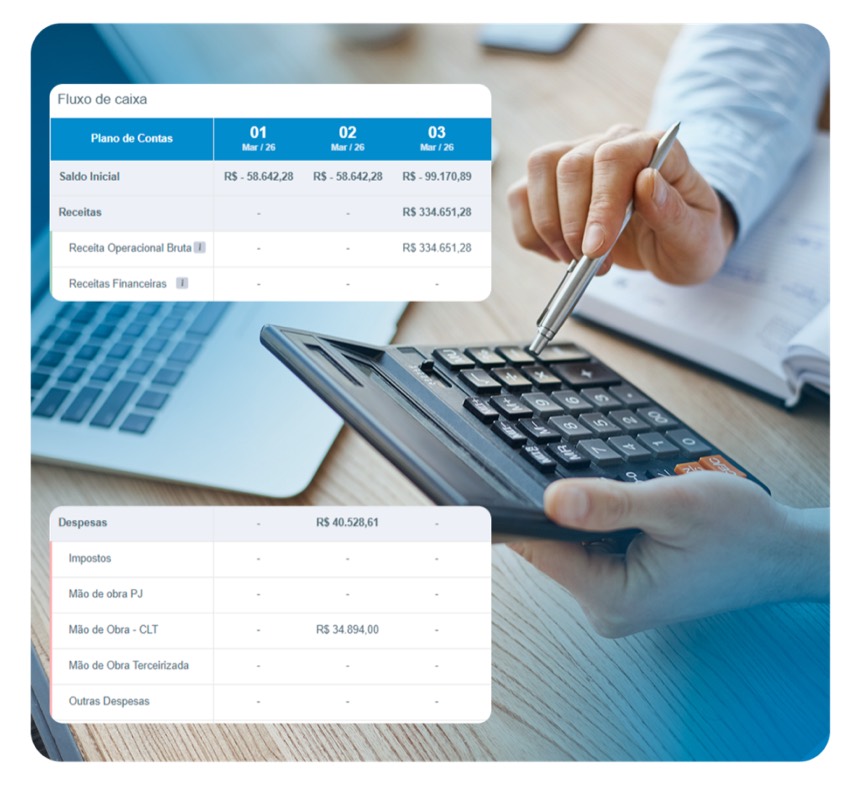 Fluxo de caixa
Plano de Contas 01 02 03
Mar / 26 Mar / 26 Mar / 26
Saldo Inicial R$ - 58.642,28 R$ - 58.642,28 R$ - 99.170,89
Receitas - - R$ 334.651,28
Receita Operacional Bruta i - - R$ 334.651,28
Receitas Financeiras i - - -
Despesas - R$ 40.528,61 -
Impostos - - -
Mão de obra PJ - - -
Mão de Obra - CLT - R$ 34.894,00 -
Mão de Obra Terceirizada - - -
Outras Despesas - - -